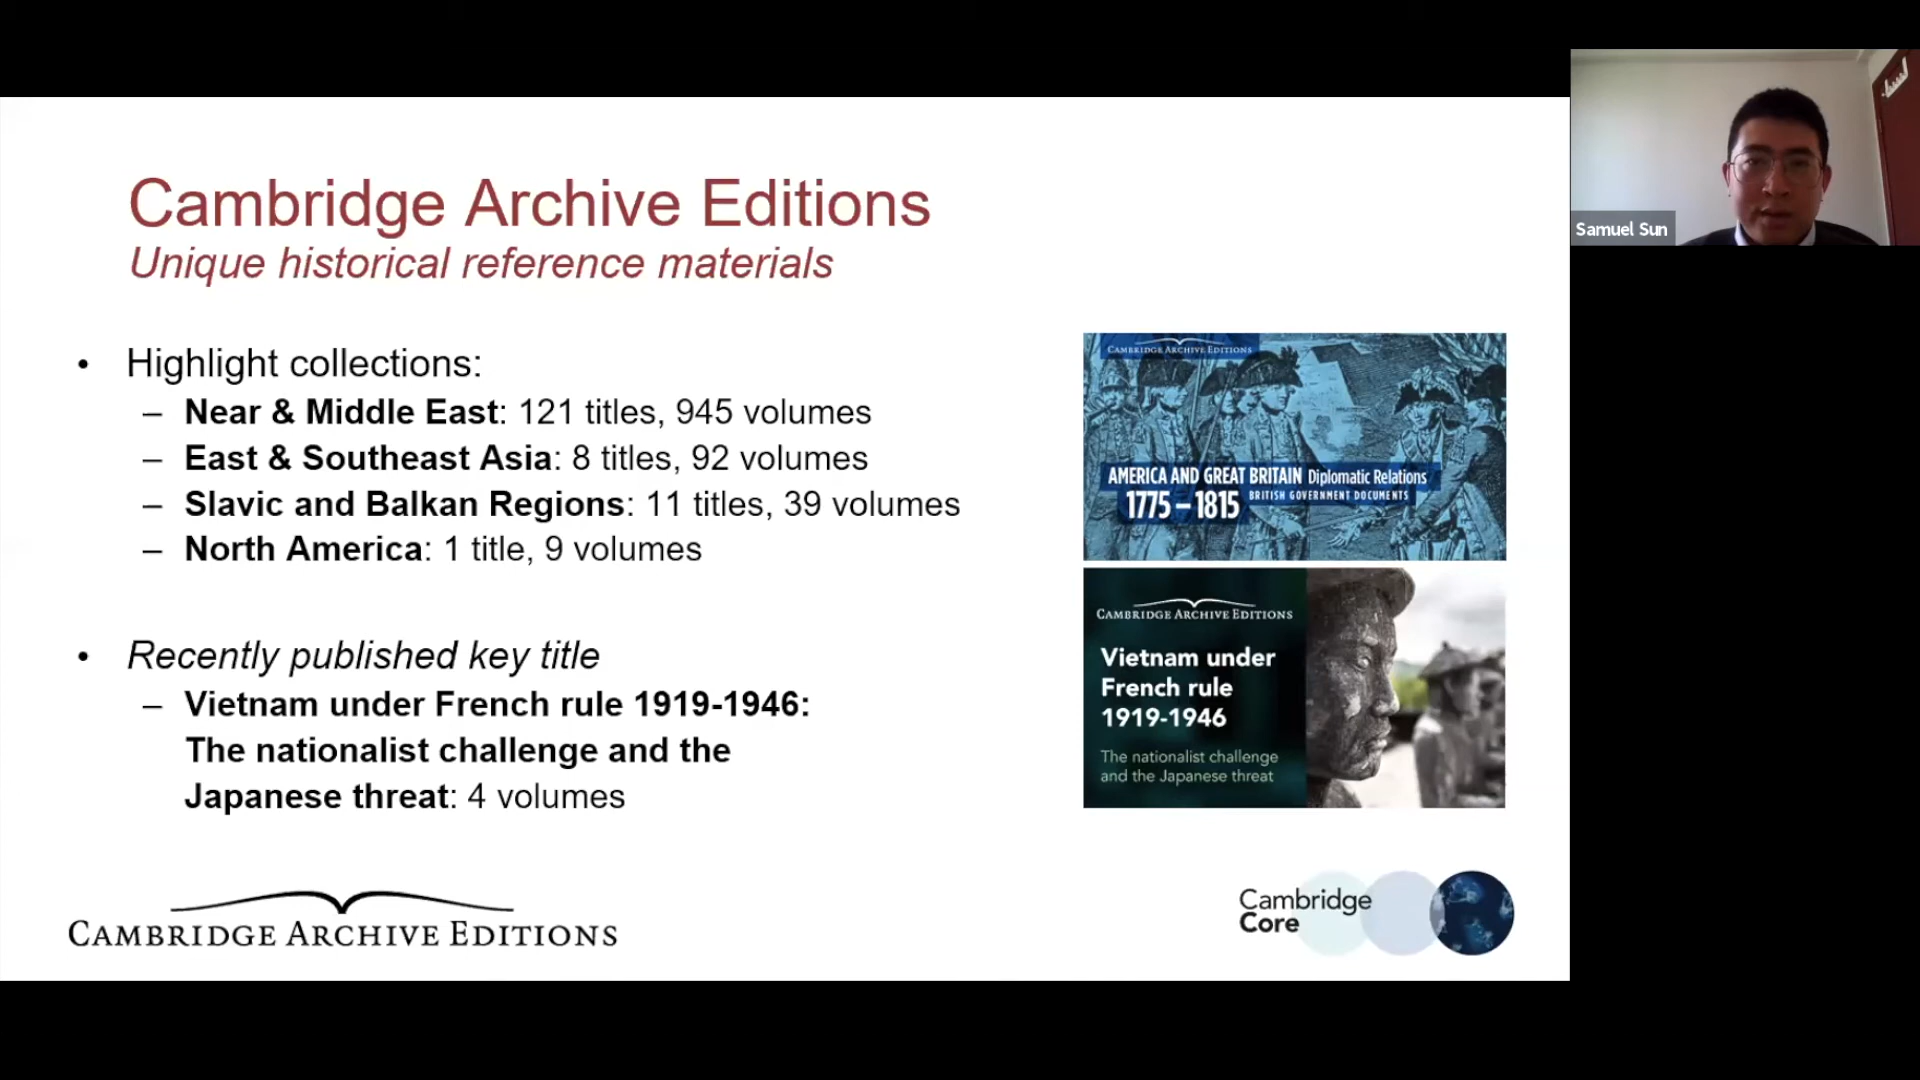 Cambridge Archive Editions
Unique historical reference materials
• Highlight collections:
– Near & Middle East: 121 titles, 945 volumes
– East & Southeast Asia: 8 titles, 92 volumes
– Slavic and Balkan Regions: 11 titles, 39 volumes
– North America: 1 title, 9 volumes
• Recently published key title
– Vietnam under French rule 1919-1946:
The nationalist challenge and the
Japanese threat: 4 volumes
CAMBRIDGE ARCHIVE EDITIONS
AMERICA AND GREAT BRITAIN Diplomatic Relations
1775 – 1815 BRITISH GOVERNMENT DOCUMENTS
CAMBRIDGE ARCHIVE EDITIONS
Vietnam under
French rule
1919-1946
The nationalist challenge
and the Japanese threat
CAMBRIDGE ARCHIVE EDITIONS
Cambridge
Core
Samuel Sun